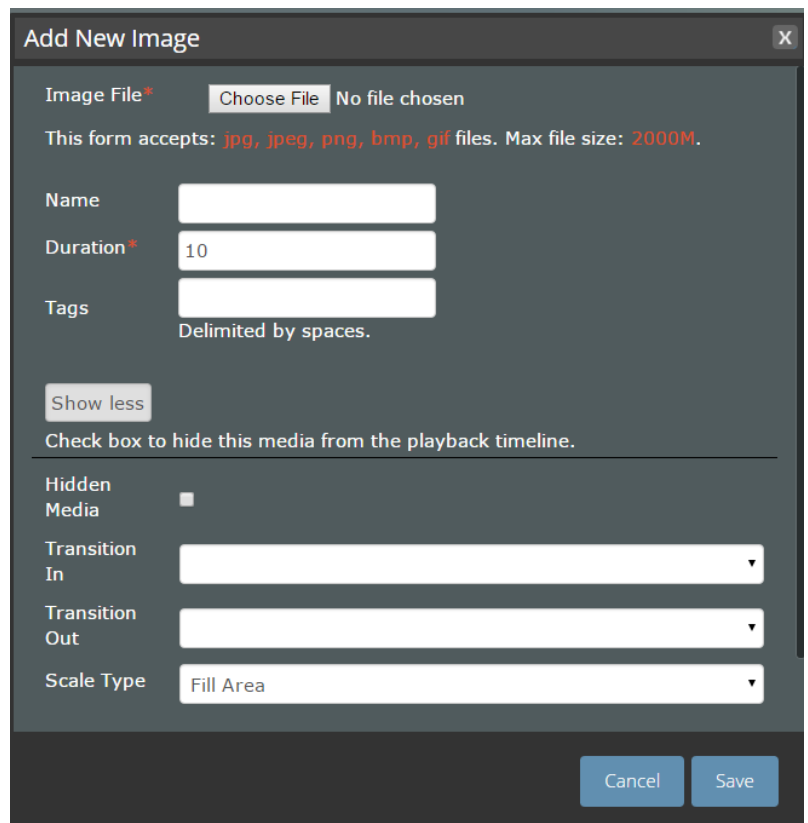 Add New Image X
Image File* Choose File No file chosen
This form accepts: jpg, jpeg, png, bmp, gif files. Max file size: 2000M.
Name
Duration* 10
Tags
Delimited by spaces.
Show less
Check box to hide this media from the playback timeline.
Hidden
Media
Transition
In
Transition
Out
Scale Type Fill Area
Cancel Save